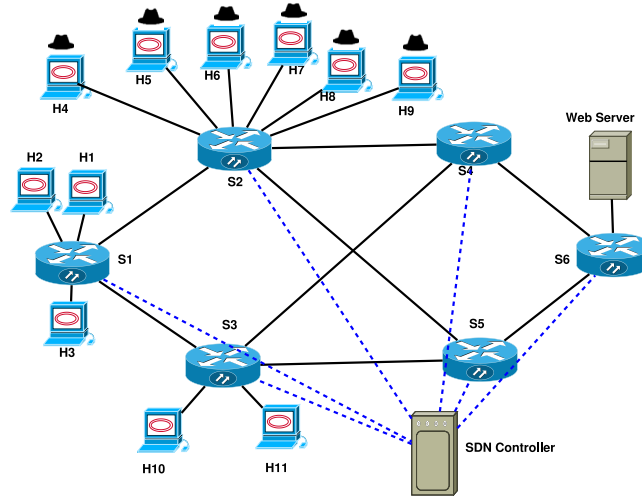 H4
H5
H6
H7
H8
H9
Web Server
H2
H1
S2
S4
S1
S6
H3
S3
S5
H10
H11
SDN Controller